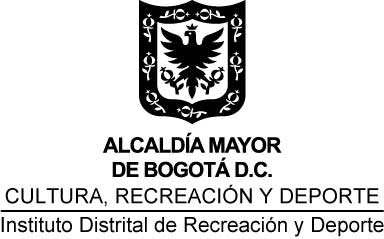 ALCALDÍA MAYOR
DE BOGOTÁ D.C.
CULTURA, RECREACIÓN Y DEPORTE
Instituto Distrital de Recreación y Deporte